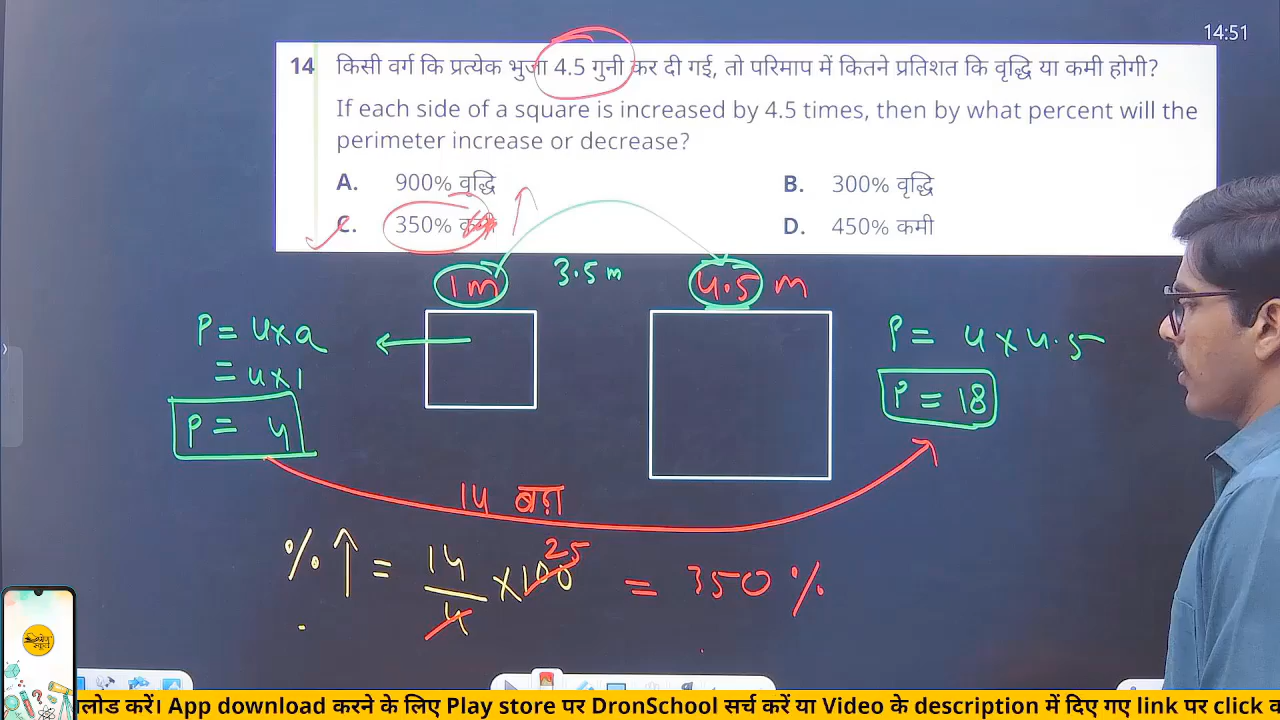 14:51
14 किसी वर्ग कि प्रत्येक भुजा 4.5 गुनी कर दी गई, तो परिमाप में कितने प्रतिशत कि वृद्धि या कमी होगी?
If each side of a square is increased by 4.5 times, then by what percent will the
perimeter increase or decrease?
A. 900% वृद्धि B. 300% वृद्धि
C. 350% D. 450% कमी
1m 3.5 m 4.5 m
P = 4×a
= 4×1
P = 4
P = 4×4.5
P = 18
14 बड़ा
25
% ↑ = 14/4 ×100 = 350 %
लोड करें। App download करने के लिए Play store पर DronSchool सर्च करें या Video के description में दिए गए link पर click